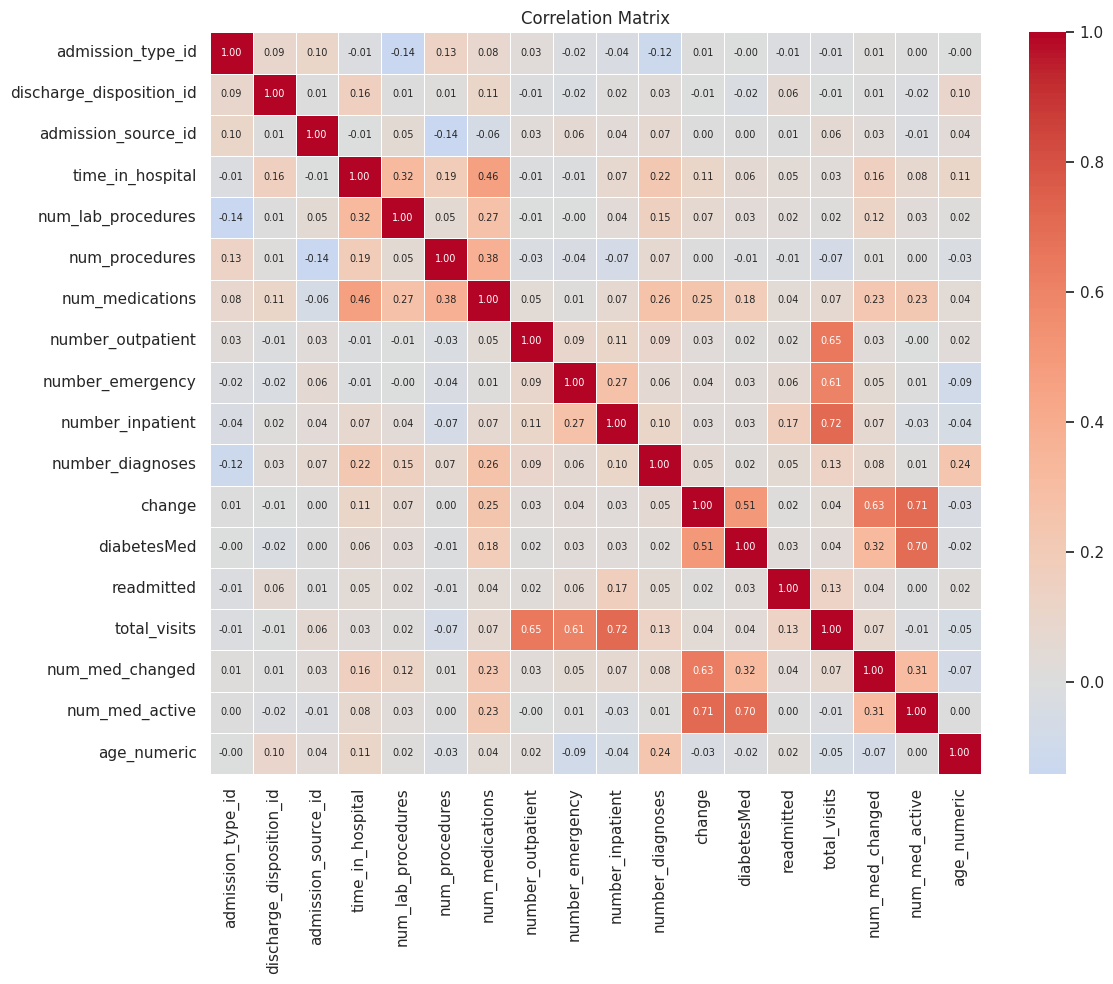 Correlation Matrix
admission_type_id 1.00 0.09 0.10 -0.01 -0.14 0.13 0.08 0.03 -0.02 -0.04 -0.12 0.01 -0.00 -0.01 -0.01 0.01 0.00 -0.00
discharge_disposition_id 0.09 1.00 0.01 0.16 0.01 0.01 0.11 -0.01 -0.02 0.02 0.03 -0.01 -0.02 0.06 -0.01 0.01 -0.02 0.10
admission_source_id 0.10 0.01 1.00 -0.01 0.05 -0.14 -0.06 0.03 0.06 0.04 0.07 0.00 0.00 0.01 0.06 0.03 -0.01 0.04
time_in_hospital -0.01 0.16 -0.01 1.00 0.32 0.19 0.46 -0.01 -0.01 0.07 0.22 0.11 0.06 0.05 0.03 0.16 0.08 0.11
num_lab_procedures -0.14 0.01 0.05 0.32 1.00 0.05 0.27 -0.01 -0.00 0.04 0.15 0.07 0.03 0.02 0.02 0.12 0.03 0.02
num_procedures 0.13 0.01 -0.14 0.19 0.05 1.00 0.38 -0.03 -0.04 -0.07 0.07 0.00 -0.01 -0.01 -0.07 0.01 0.00 -0.03
num_medications 0.08 0.11 -0.06 0.46 0.27 0.38 1.00 0.05 0.01 0.07 0.26 0.25 0.18 0.04 0.07 0.23 0.23 0.04
number_outpatient 0.03 -0.01 0.03 -0.01 -0.01 -0.03 0.05 1.00 0.09 0.11 0.09 0.03 0.02 0.02 0.65 0.03 -0.00 0.02
number_emergency -0.02 -0.02 0.06 -0.01 -0.00 -0.04 0.01 0.09 1.00 0.27 0.06 0.04 0.03 0.06 0.61 0.05 0.01 -0.09
number_inpatient -0.04 0.02 0.04 0.07 0.04 -0.07 0.07 0.11 0.27 1.00 0.10 0.03 0.03 0.17 0.72 0.07 -0.03 -0.04
number_diagnoses -0.12 0.03 0.07 0.22 0.15 0.07 0.26 0.09 0.06 0.10 1.00 0.05 0.02 0.05 0.13 0.08 0.01 0.24
change 0.01 -0.01 0.00 0.11 0.07 0.00 0.25 0.03 0.04 0.03 0.05 1.00 0.51 0.02 0.04 0.63 0.71 -0.03
diabetesMed -0.00 -0.02 0.00 0.06 0.03 -0.01 0.18 0.02 0.03 0.03 0.02 0.51 1.00 0.03 0.04 0.32 0.70 -0.02
readmitted -0.01 0.06 0.01 0.05 0.02 -0.01 0.04 0.02 0.06 0.17 0.05 0.02 0.03 1.00 0.13 0.04 0.00 0.02
total_visits -0.01 -0.01 0.06 0.03 0.02 -0.07 0.07 0.65 0.61 0.72 0.13 0.04 0.04 0.13 1.00 0.07 -0.01 -0.05
num_med_changed 0.01 0.01 0.03 0.16 0.12 0.01 0.23 0.03 0.05 0.07 0.08 0.63 0.32 0.04 0.07 1.00 0.31 -0.07
num_med_active 0.00 -0.02 -0.01 0.08 0.03 0.00 0.23 -0.00 0.01 -0.03 0.01 0.71 0.70 0.00 -0.01 0.31 1.00 0.00
age_numeric -0.00 0.10 0.04 0.11 0.02 -0.03 0.04 0.02 -0.09 -0.04 0.24 -0.03 -0.02 0.02 -0.05 -0.07 0.00 1.00
admission_type_id
discharge_disposition_id
admission_source_id
time_in_hospital
num_lab_procedures
num_procedures
num_medications
number_outpatient
number_emergency
number_inpatient
number_diagnoses
change
diabetesMed
readmitted
total_visits
num_med_changed
num_med_active
age_numeric
1.0
0.8
0.6
0.4
0.2
0.0